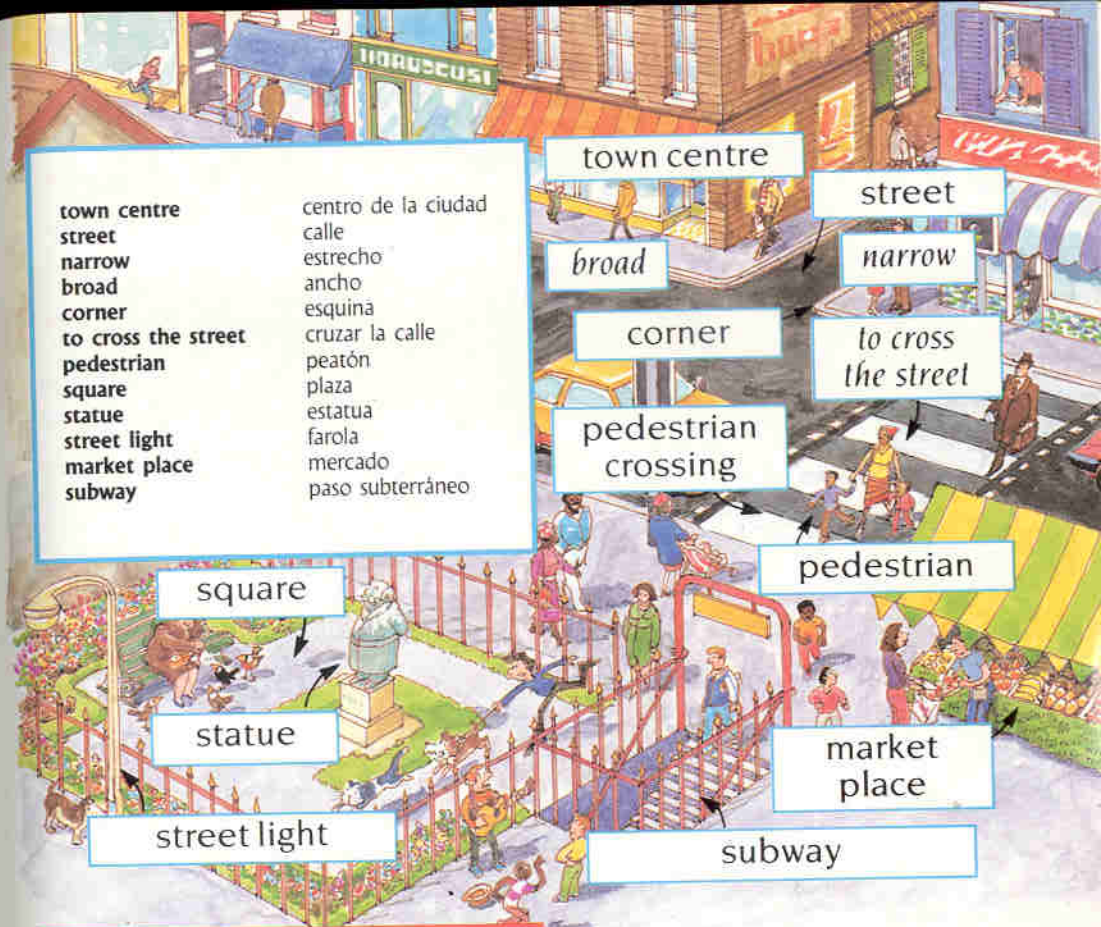 HOROSCUSI
town centre centro de la ciudad
street calle
narrow estrecho
broad ancho
corner esquina
to cross the street cruzar la calle
pedestrian peatón
square plaza
statue estatua
street light farola
market place mercado
subway paso subterráneo
town centre
street
broad
narrow
corner
to cross
the street
pedestrian
crossing
pedestrian
square
statue
market
place
street light
subway